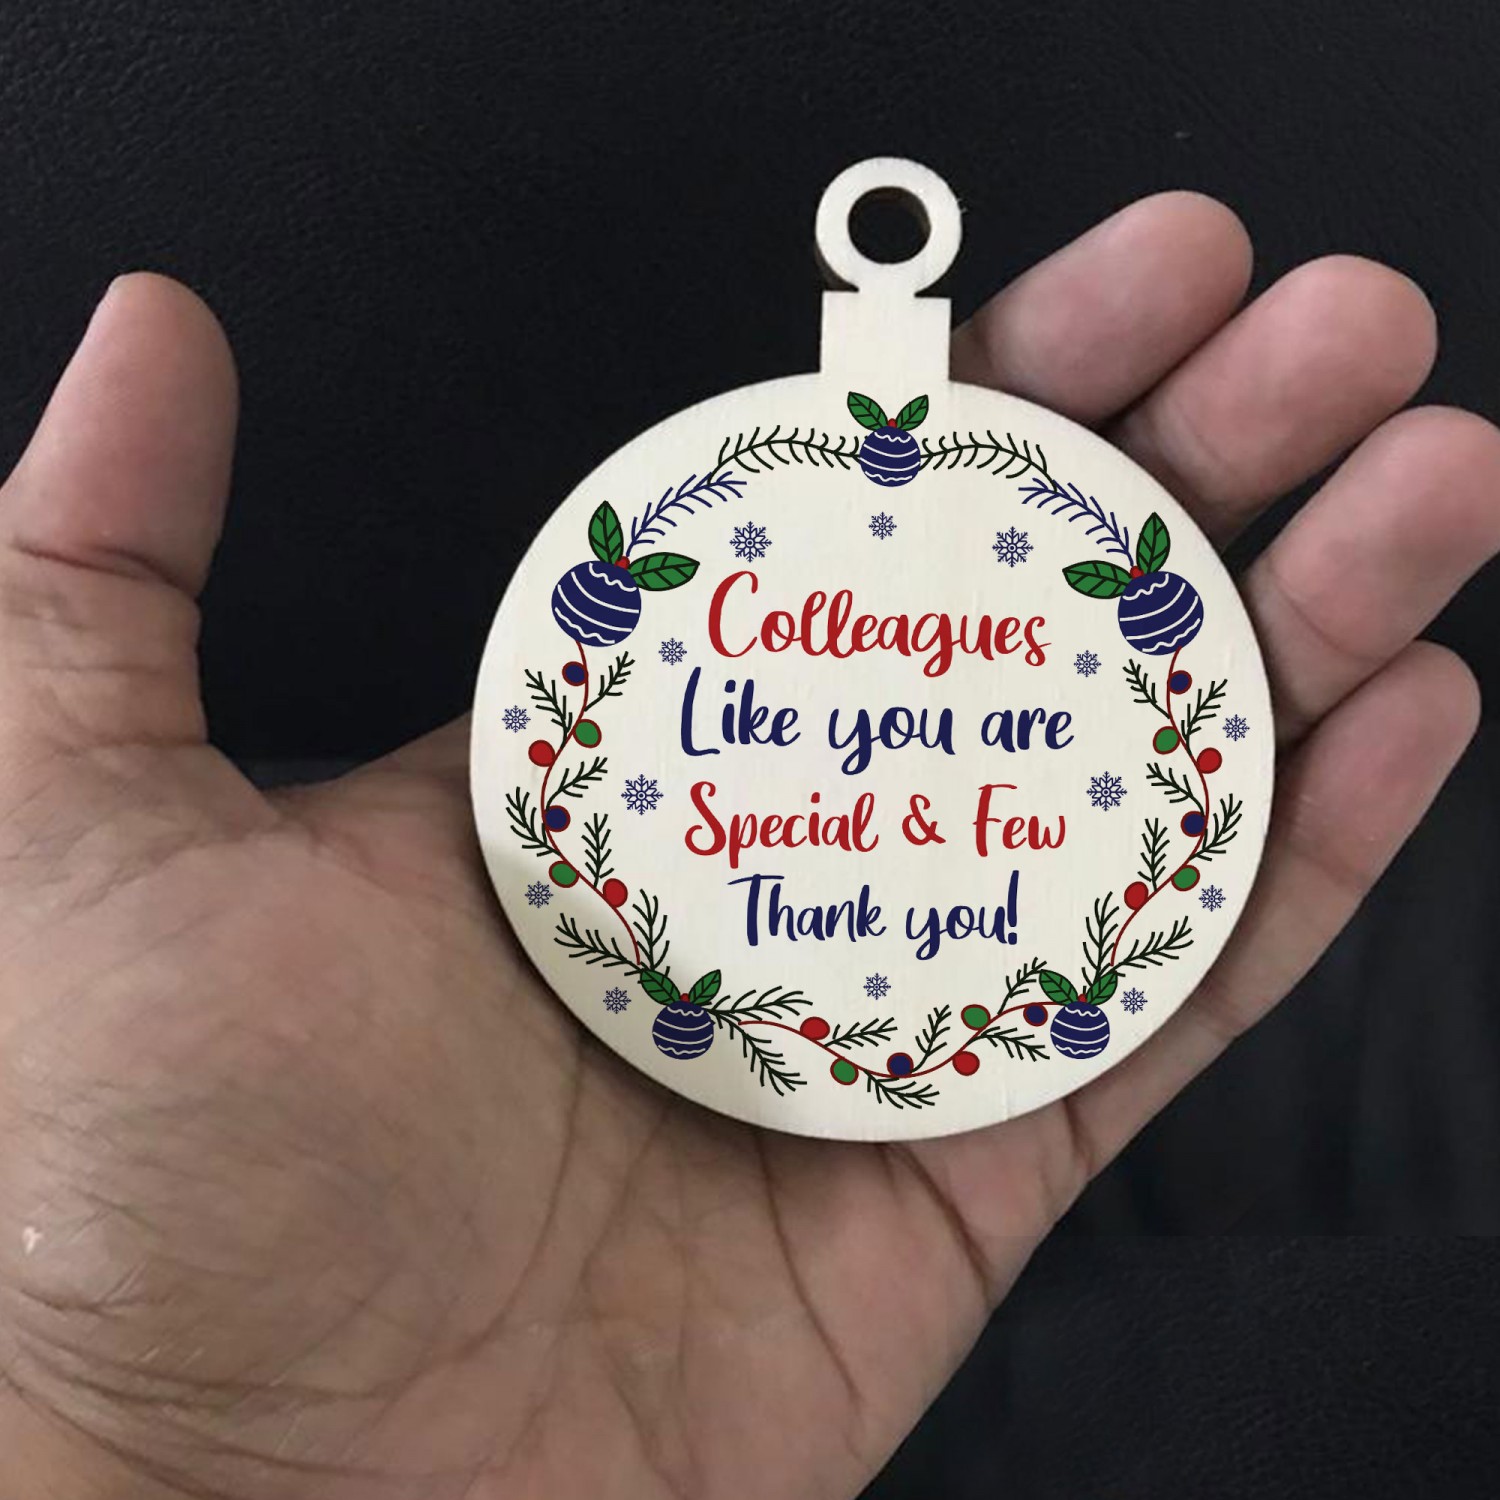 Colleagues
Like you are
Special & Few
Thank you!